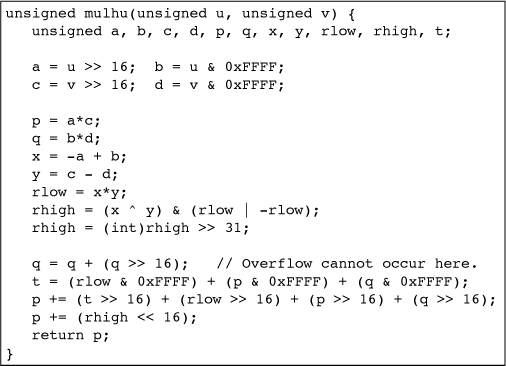 unsigned mulhu(unsigned u, unsigned v) {
   unsigned a, b, c, d, p, q, x, y, rlow, rhigh, t;

   a = u >> 16;  b = u & 0xFFFF;
   c = v >> 16;  d = v & 0xFFFF;

   p = a*c;
   q = b*d;
   x = -a + b;
   y = c - d;
   rlow = x*y;
   rhigh = (x ^ y) & (rlow | -rlow);
   rhigh = (int)rhigh >> 31;

   q = q + (q >> 16);   // Overflow cannot occur here.
   t = (rlow & 0xFFFF) + (p & 0xFFFF) + (q & 0xFFFF);
   p += (t >> 16) + (rlow >> 16) + (p >> 16) + (q >> 16);
   p += (rhigh << 16);
   return p;
}